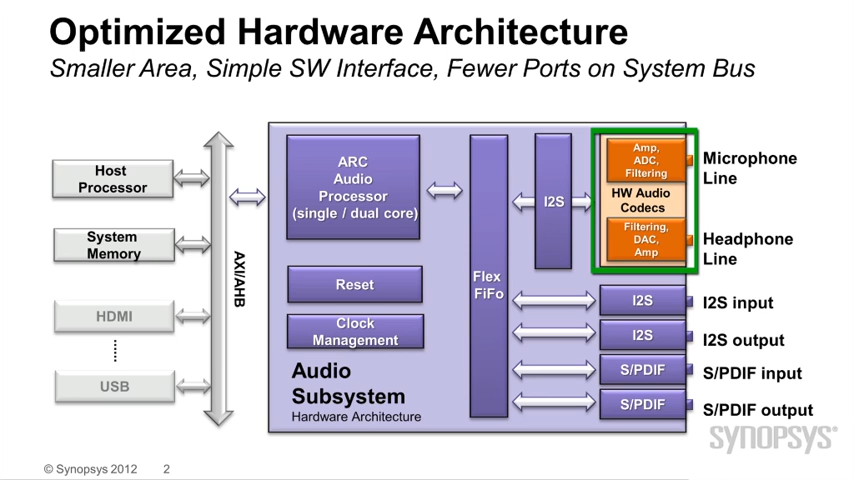 Optimized Hardware Architecture
Smaller Area, Simple SW Interface, Fewer Ports on System Bus
Host
Processor
System
Memory
HDMI
USB
AXI/AHB
ARC
Audio
Processor
(single / dual core)
Reset
Clock
Management
Audio
Subsystem
Hardware Architecture
Flex
FiFo
I2S
Amp,
ADC,
Filtering
HW Audio
Codecs
Filtering,
DAC,
Amp
I2S
I2S
S/PDIF
S/PDIF
Microphone
Line
Headphone
Line
I2S input
I2S output
S/PDIF input
S/PDIF output
SYNOPSYS®
© Synopsys 2012 2